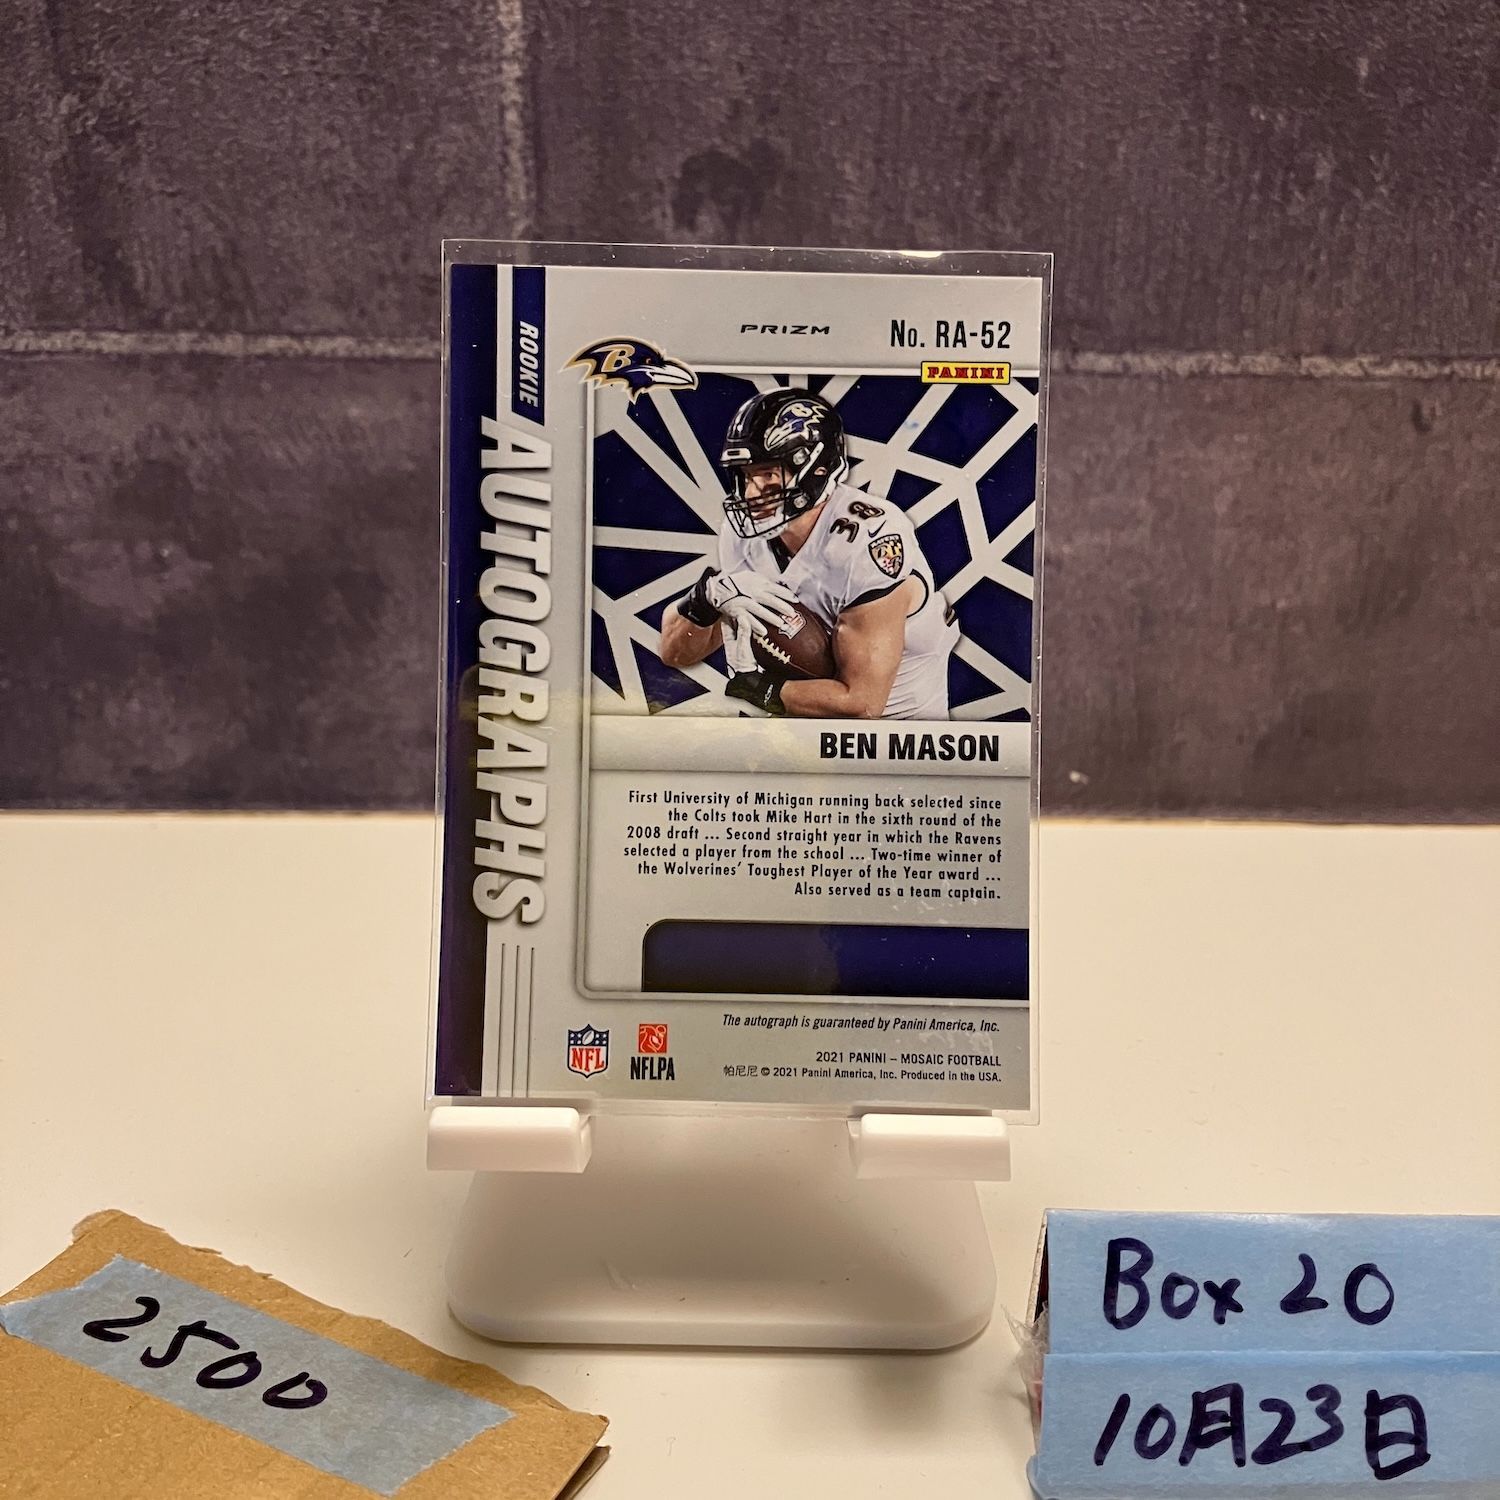 PRIZM
No. RA-52
PANINI
ROOKIE
AUTOGRAPHS
B
B
38
BEN MASON
First University of Michigan running back selected since
the Colts took Mike Hart in the sixth round of the
2008 draft ... Second straight year in which the Ravens
selected a player from the school ... Two-time winner of
the Wolverines' Toughest Player of the Year award ...
Also served as a team captain.
The autograph is guaranteed by Panini America, Inc.
NFL
NFLPA
2021 PANINI – MOSAIC FOOTBALL
帕尼尼 © 2021 Panini America, Inc. Produced in the USA.
2500
Box 20
10月23日